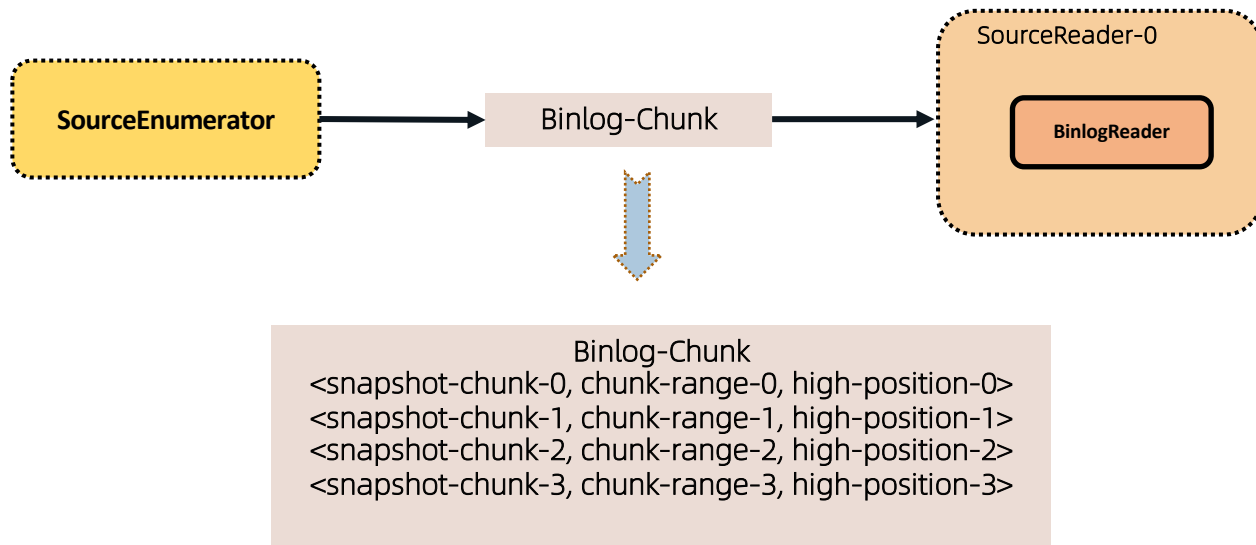 SourceReader-0
SourceEnumerator
Binlog-Chunk
BinlogReader
Binlog-Chunk
<snapshot-chunk-0, chunk-range-0, high-position-0>
<snapshot-chunk-1, chunk-range-1, high-position-1>
<snapshot-chunk-2, chunk-range-2, high-position-2>
<snapshot-chunk-3, chunk-range-3, high-position-3>